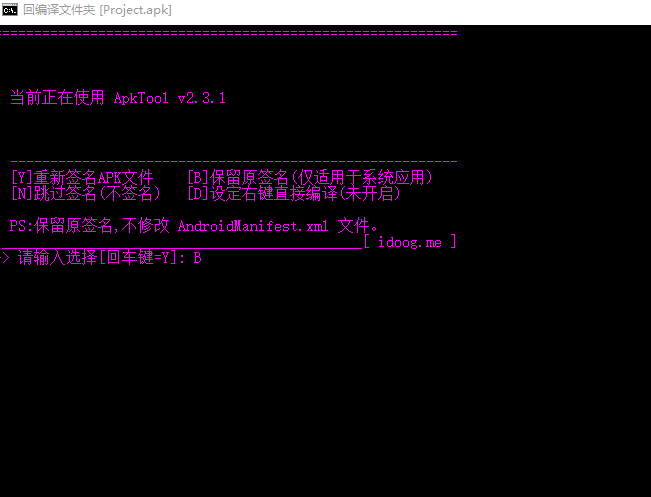 回编译文件夹 [Project.apk]
当前正在使用 ApkTool v2.3.1
[Y]重新签名APK文件 [B]保留原签名(仅适用于系统应用)
[N]跳过签名(不签名) [D]设定右键直接编译(未开启)
PS:保留原签名,不修改 AndroidManifest.xml 文件。
[ idoog.me ]
> 请输入选择[回车键=Y]: B